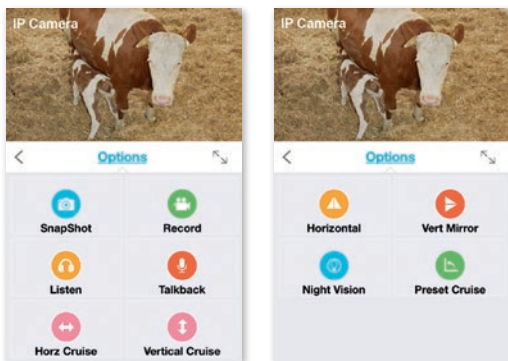 IP Camera
Options
SnapShot
Record
Listen
Talkback
Horz Cruise
Vertical Cruise
IP Camera
Options
Horizontal
Vert Mirror
Night Vision
Preset Cruise